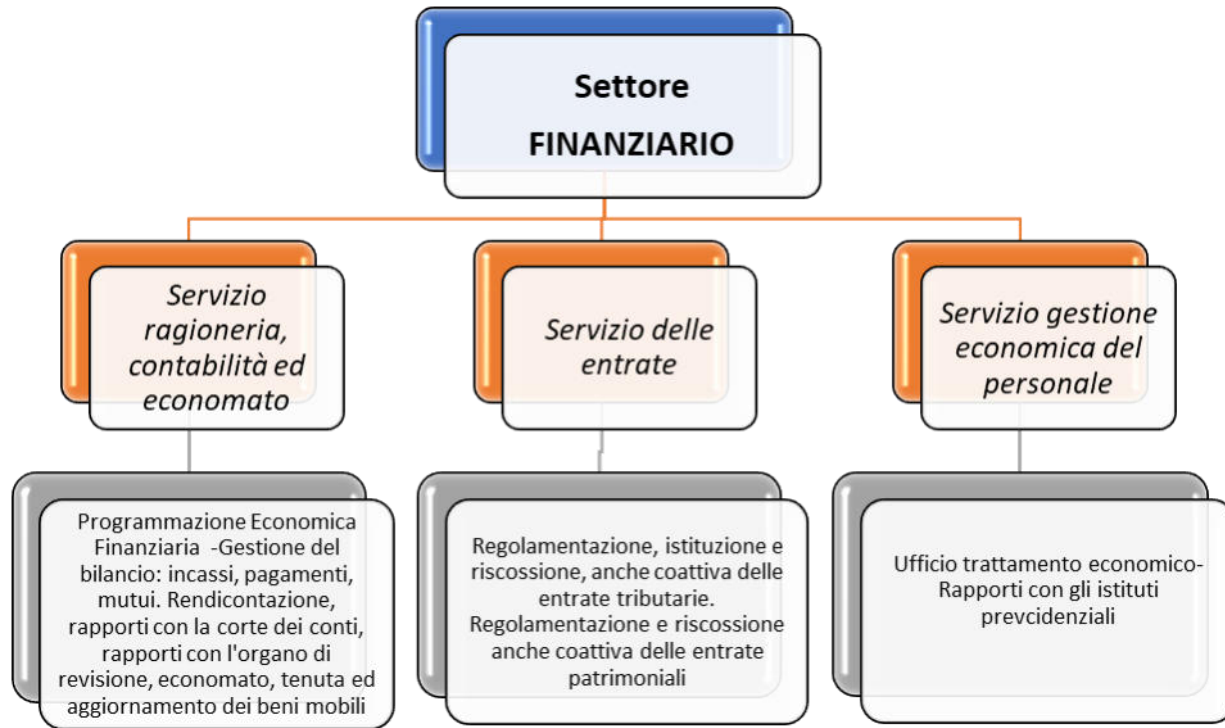 Settore
FINANZIARIO
Servizio
ragioneria,
contabilità ed
economato
Servizio delle
entrate
Servizio gestione
economica del
personale
Programmazione Economica
Finanziaria -Gestione del
bilancio: incassi, pagamenti,
mutui. Rendicontazione,
rapporti con la corte dei conti,
rapporti con l'organo di
revisione, economato, tenuta ed
aggiornamento dei beni mobili
Regolamentazione, istituzione e
riscossione, anche coattiva delle
entrate tributarie.
Regolamentazione e riscossione
anche coattiva delle entrate
patrimoniali
Ufficio trattamento economico-
Rapporti con gli istituti
prevcidenziali